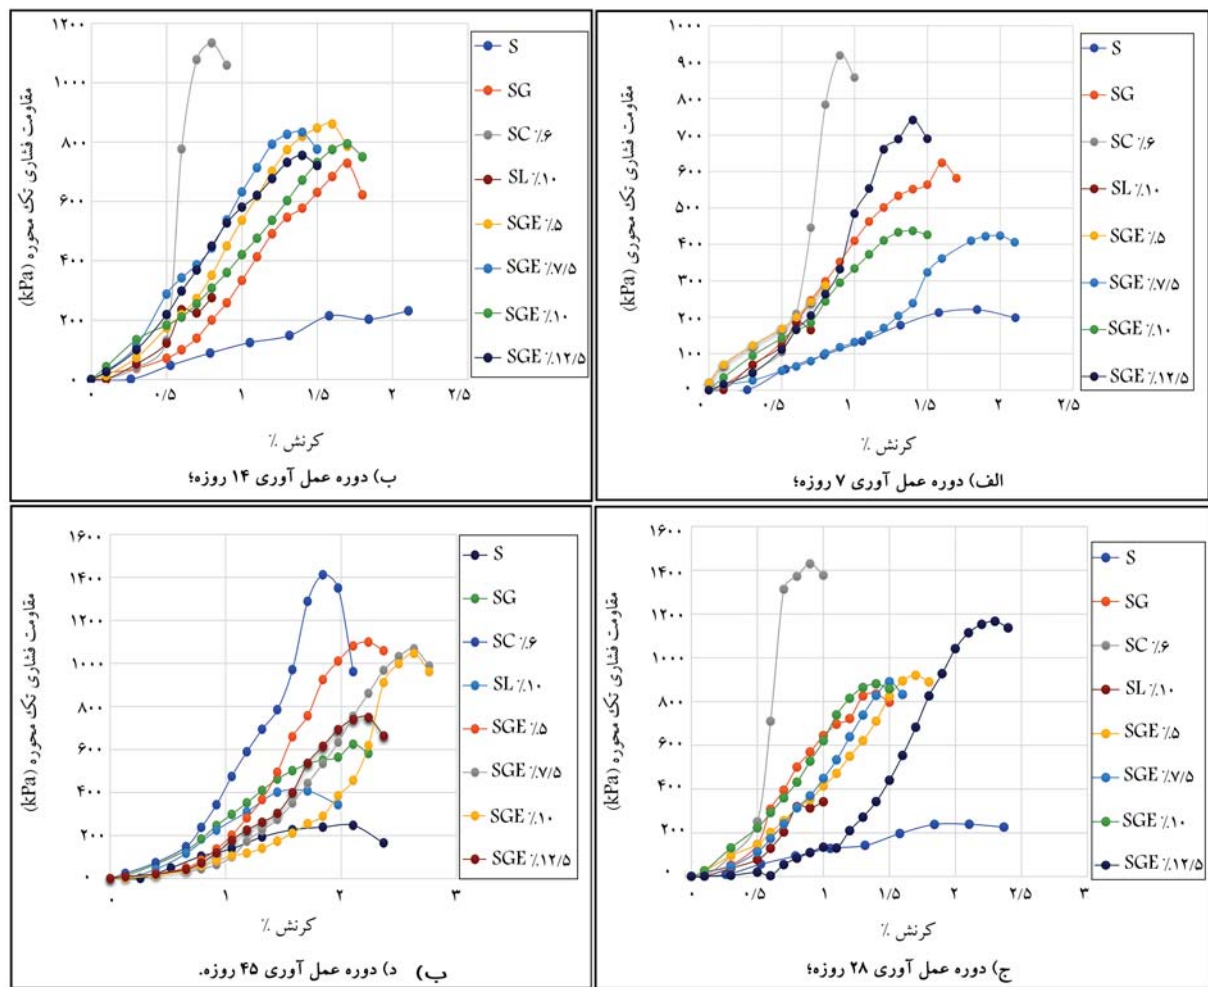 مقاومت فشاری تک محوری (kPa)
۱۰۰۰
۹۰۰
۸۰۰
۷۰۰
۶۰۰
۵۰۰
۴۰۰
۳۰۰
۲۰۰
۱۰۰
۰
۰ ۰/۵ ۱ ۱/۵ ۲ ۲/۵
کرنش ٪
S
SG
SC ٪۶
SL ٪۱۰
SGE ٪۵
SGE ٪۷/۵
SGE ٪۱۰
SGE ٪۱۲/۵
الف) دوره عمل آوری ۷ روزه؛
مقاومت فشاری تک محوره (kPa)
۱۲۰۰
۱۰۰۰
۸۰۰
۶۰۰
۴۰۰
۲۰۰
۰
۰ ۰/۵ ۱ ۱/۵ ۲ ۲/۵
کرنش ٪
S
SG
SC ٪۶
SL ٪۱۰
SGE ٪۵
SGE ٪۷/۵
SGE ٪۱۰
SGE ٪۱۲/۵
ب) دوره عمل آوری ۱۴ روزه؛
مقاومت فشاری تک محوره (kPa)
۱۶۰۰
۱۴۰۰
۱۲۰۰
۱۰۰۰
۸۰۰
۶۰۰
۴۰۰
۲۰۰
۰
۰ ۰/۵ ۱ ۱/۵ ۲ ۲/۵ ۳
کرنش ٪
S
SG
SC ٪۶
SL ٪۱۰
SGE ٪۵
SGE ٪۷/۵
SGE ٪۱۰
SGE ٪۱۲/۵
ج) دوره عمل آوری ۲۸ روزه؛
مقاومت فشاری تک محوره (kPa)
۱۶۰۰
۱۴۰۰
۱۲۰۰
۱۰۰۰
۸۰۰
۶۰۰
۴۰۰
۲۰۰
۰
۰ ۱ ۲ ۳
کرنش ٪
S
SG
SC ٪۶
SL ٪۱۰
SGE ٪۵
SGE ٪۷/۵
SGE ٪۱۰
SGE ٪۱۲/۵
ب) د) دوره عمل آوری ۴۵ روزه.